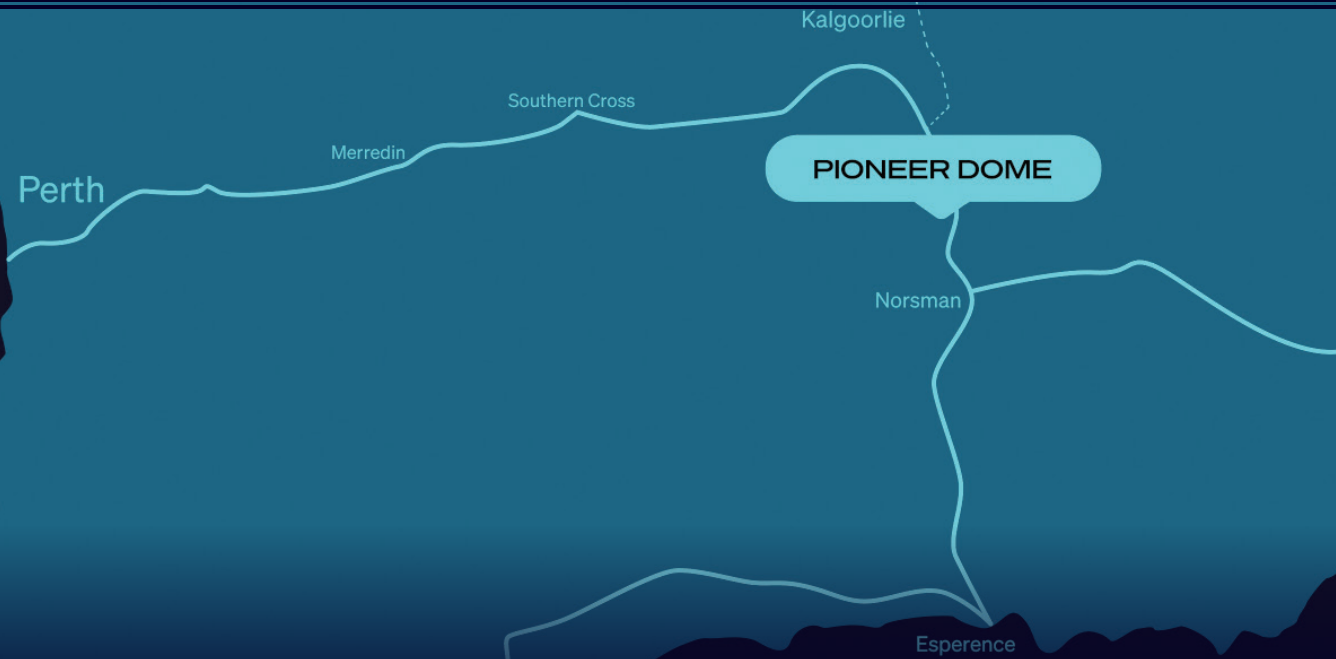 Kalgoorlie
Southern Cross
Merredin
PIONEER DOME
Perth
Norsman
Esperence